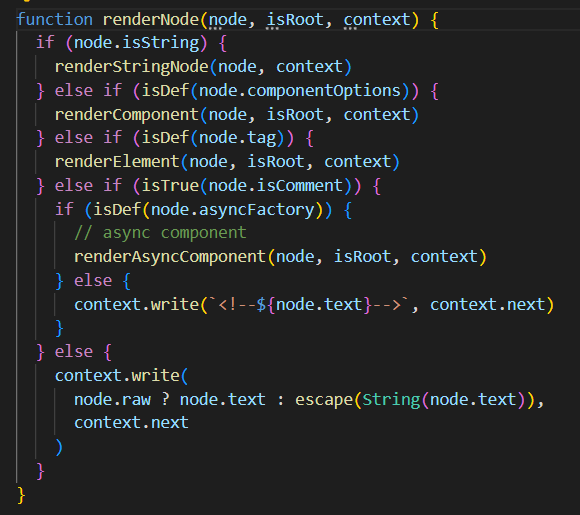 function renderNode(node, isRoot, context) {
  if (node.isString) {
    renderStringNode(node, context)
  } else if (isDef(node.componentOptions)) {
    renderComponent(node, isRoot, context)
  } else if (isDef(node.tag)) {
    renderElement(node, isRoot, context)
  } else if (isTrue(node.isComment)) {
    if (isDef(node.asyncFactory)) {
      // async component
      renderAsyncComponent(node, isRoot, context)
    } else {
      context.write(`<!--${node.text}-->`, context.next)
    }
  } else {
    context.write(
      node.raw ? node.text : escape(String(node.text)),
      context.next
    )
  }
}